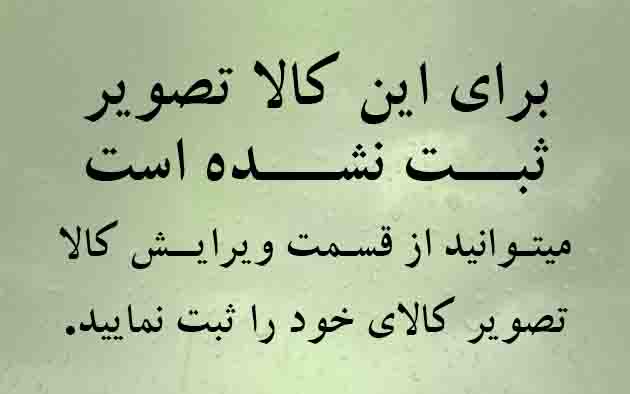 برای این کالا تصویر
ثبت نشده است
میتوانید از قسمت ویرایش کالا
تصویر کالای خود را ثبت نمایید.